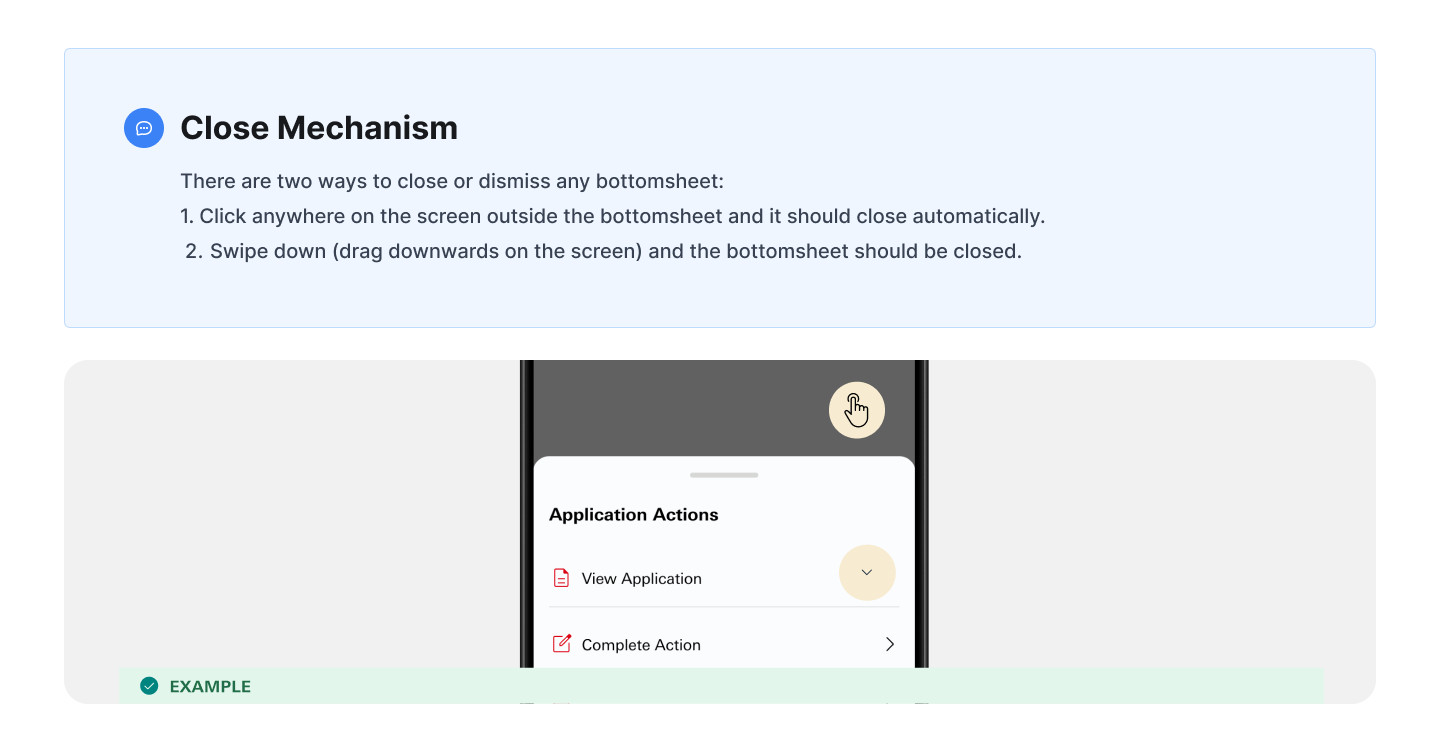 Close Mechanism
There are two ways to close or dismiss any bottomsheet:
1. Click anywhere on the screen outside the bottomsheet and it should close automatically.
2. Swipe down (drag downwards on the screen) and the bottomsheet should be closed.
Application Actions
View Application
Complete Action
EXAMPLE